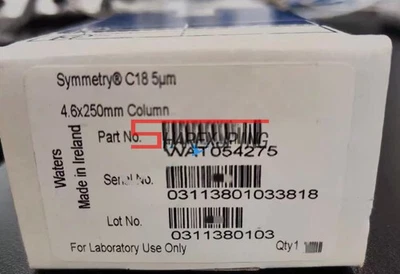 Symmetry® C18 5µm
4.6x250mm Column
Part No.
WAT054275
Serial No.
03113801033818
Lot No.
0311380103
For Laboratory Use Only
Qty 1
Waters
Made in Ireland